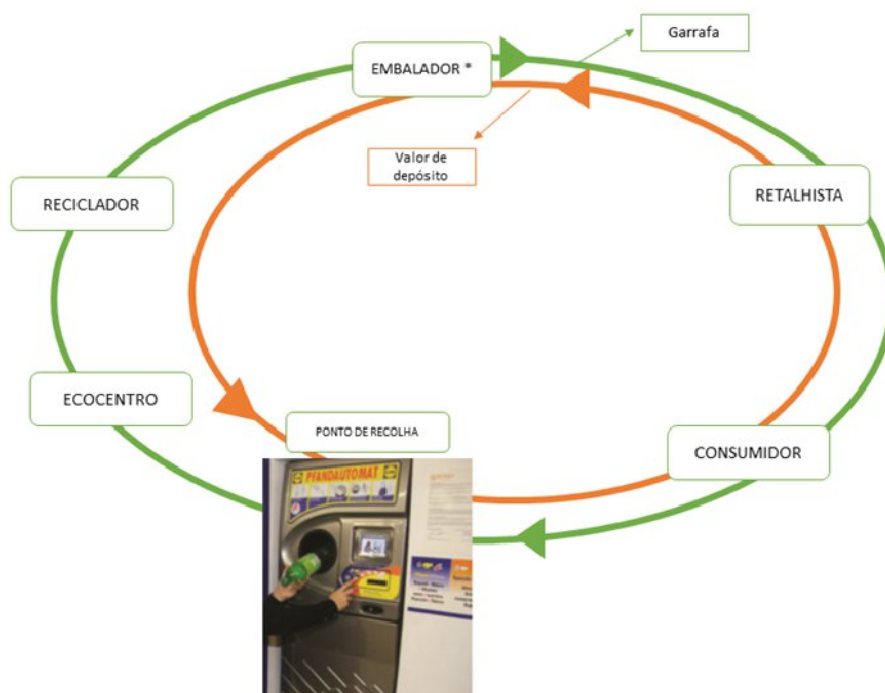 Garrafa
EMBALADOR *
Valor de
depósito
RECICLADOR
RETALHISTA
ECOCENTRO
PONTO DE RECOLHA
CONSUMIDOR
PFANDAUTOMAT